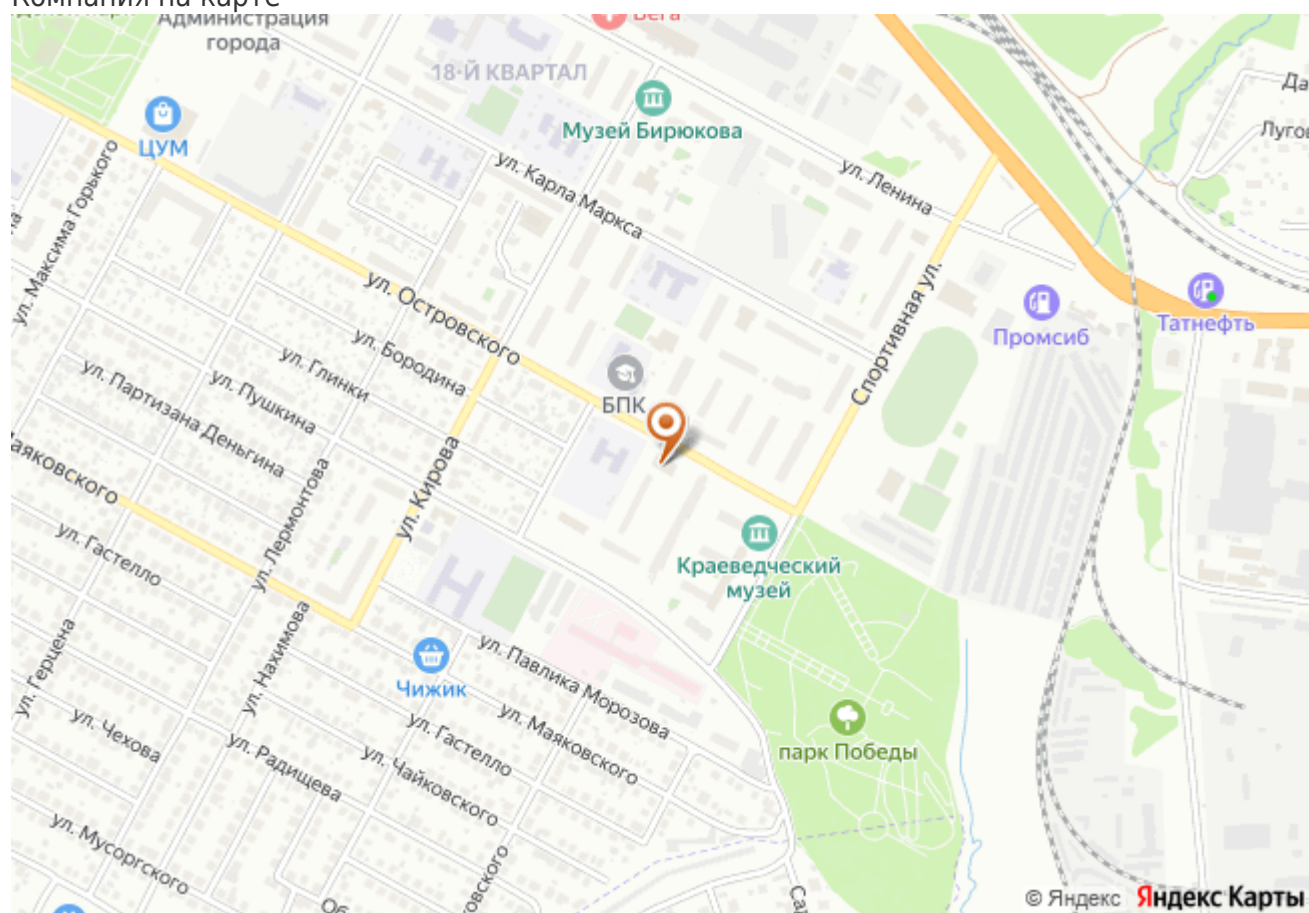 Компания на карте
Администрация
города
Вега
18-Й КВАРТАЛ
Музей Бирюкова
ЦУМ
ул. Максима Горького
ул. Карла Маркса
ул. Ленина
Спортивная ул.
Промсиб
Татнефть
ул. Островского
ул. Бородина
ул. Глинки
ул. Пушкина
ул. Партизана Деньгина
БПК
ул. Кирова
ул. Лермонтова
ул. Гастелло
ул. Нахимова
ул. Герцена
ул. Чехова
Краеведческий
музей
Чижик
ул. Павлика Морозова
ул. Маяковского
ул. Гастелло
ул. Чайковского
ул. Радищева
ул. Мусоргского
парк Победы
© Яндекс Яндекс Карты